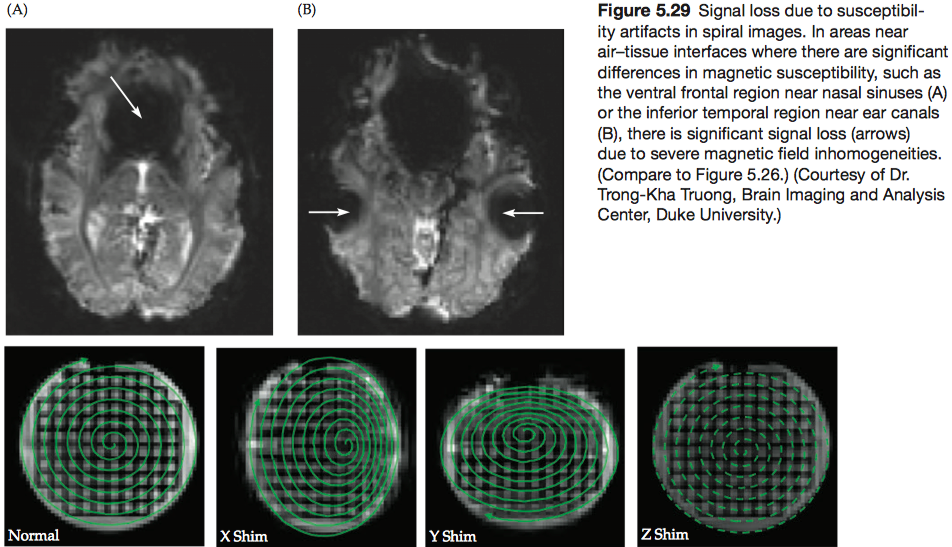 (A)
(B)
Figure 5.29 Signal loss due to susceptibil-
ity artifacts in spiral images. In areas near
air–tissue interfaces where there are significant
differences in magnetic susceptibility, such as
the ventral frontal region near nasal sinuses (A)
or the inferior temporal region near ear canals
(B), there is significant signal loss (arrows)
due to severe magnetic field inhomogeneities.
(Compare to Figure 5.26.) (Courtesy of Dr.
Trong-Kha Truong, Brain Imaging and Analysis
Center, Duke University.)
Normal
X Shim
Y Shim
Z Shim